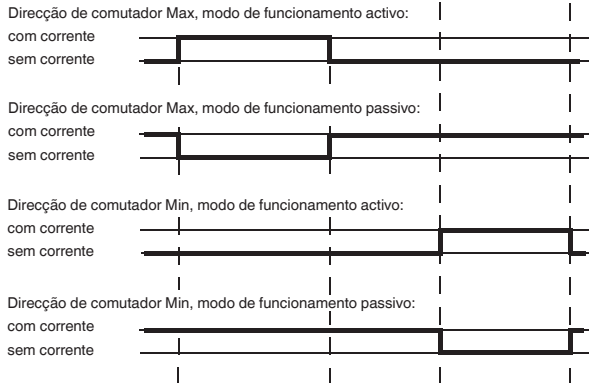 Direcção de comutador Max, modo de funcionamento activo:
com corrente
sem corrente
Direcção de comutador Max, modo de funcionamento passivo:
com corrente
sem corrente
Direcção de comutador Min, modo de funcionamento activo:
com corrente
sem corrente
Direcção de comutador Min, modo de funcionamento passivo:
com corrente
sem corrente